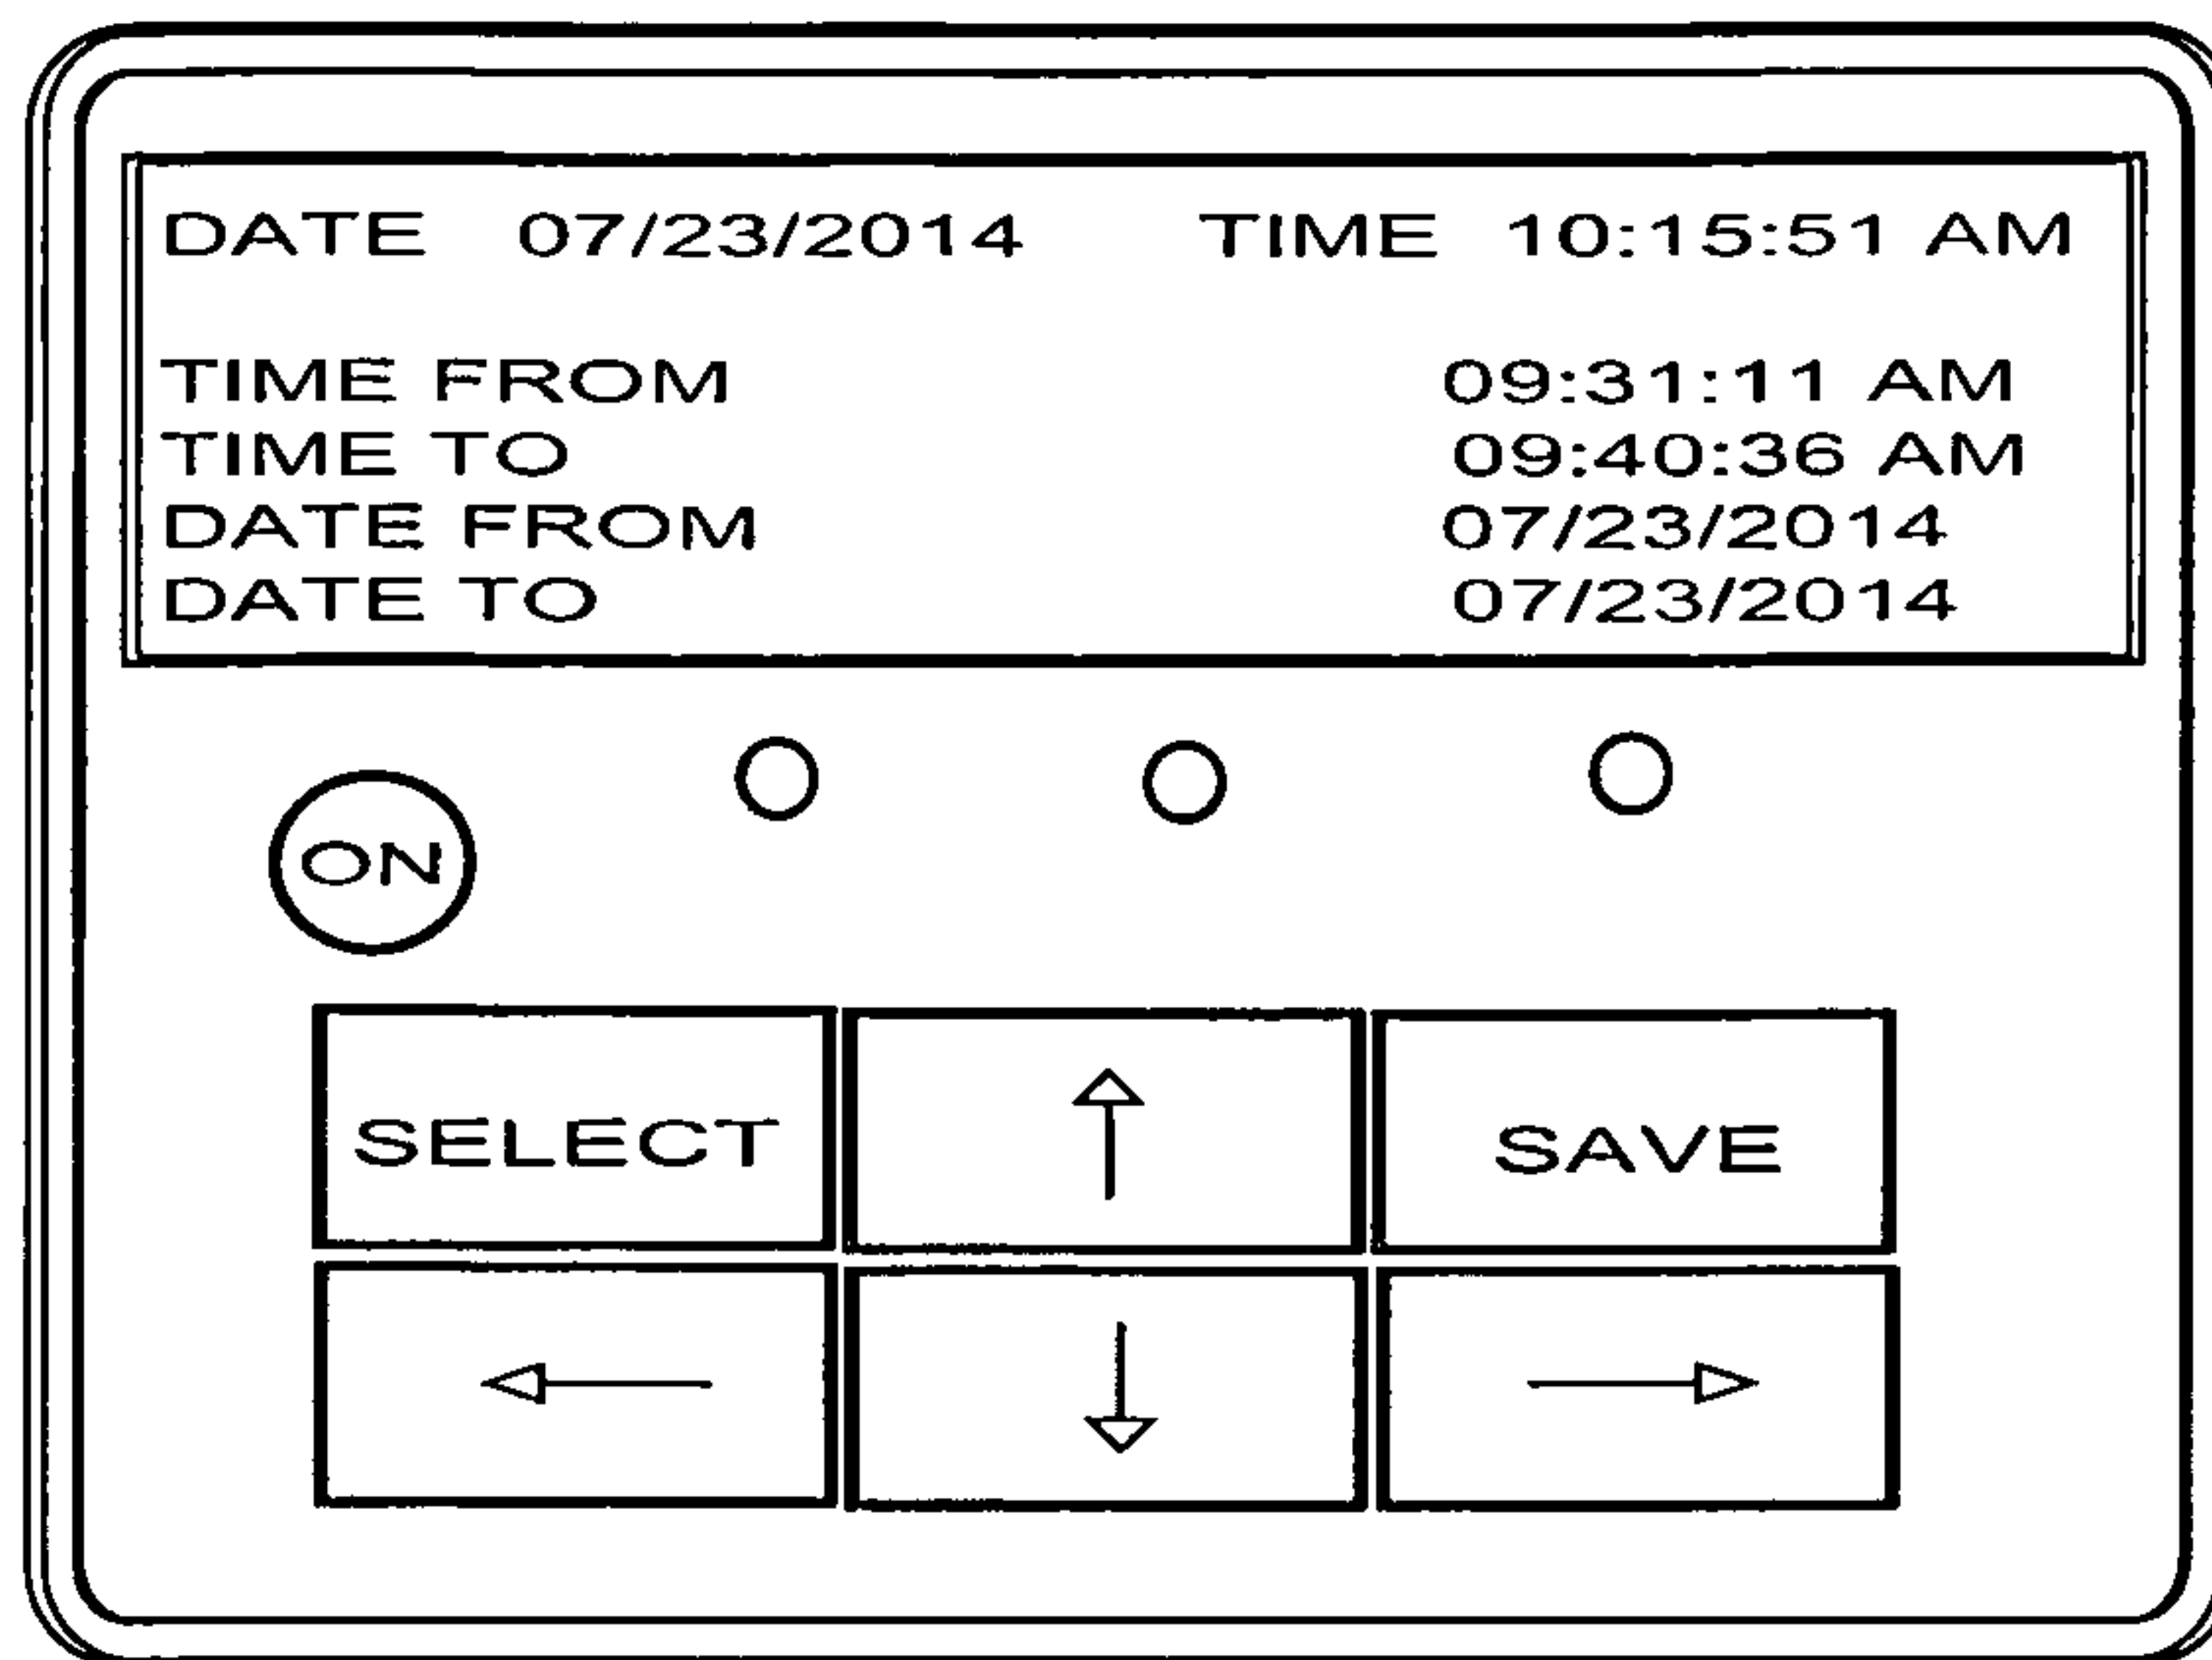 DATE 07/23/2014 TIME 10:15:51 AM
TIME FROM 09:31:11 AM
TIME TO 09:40:36 AM
DATE FROM 07/23/2014
DATE TO 07/23/2014
ON
SELECT
SAVE